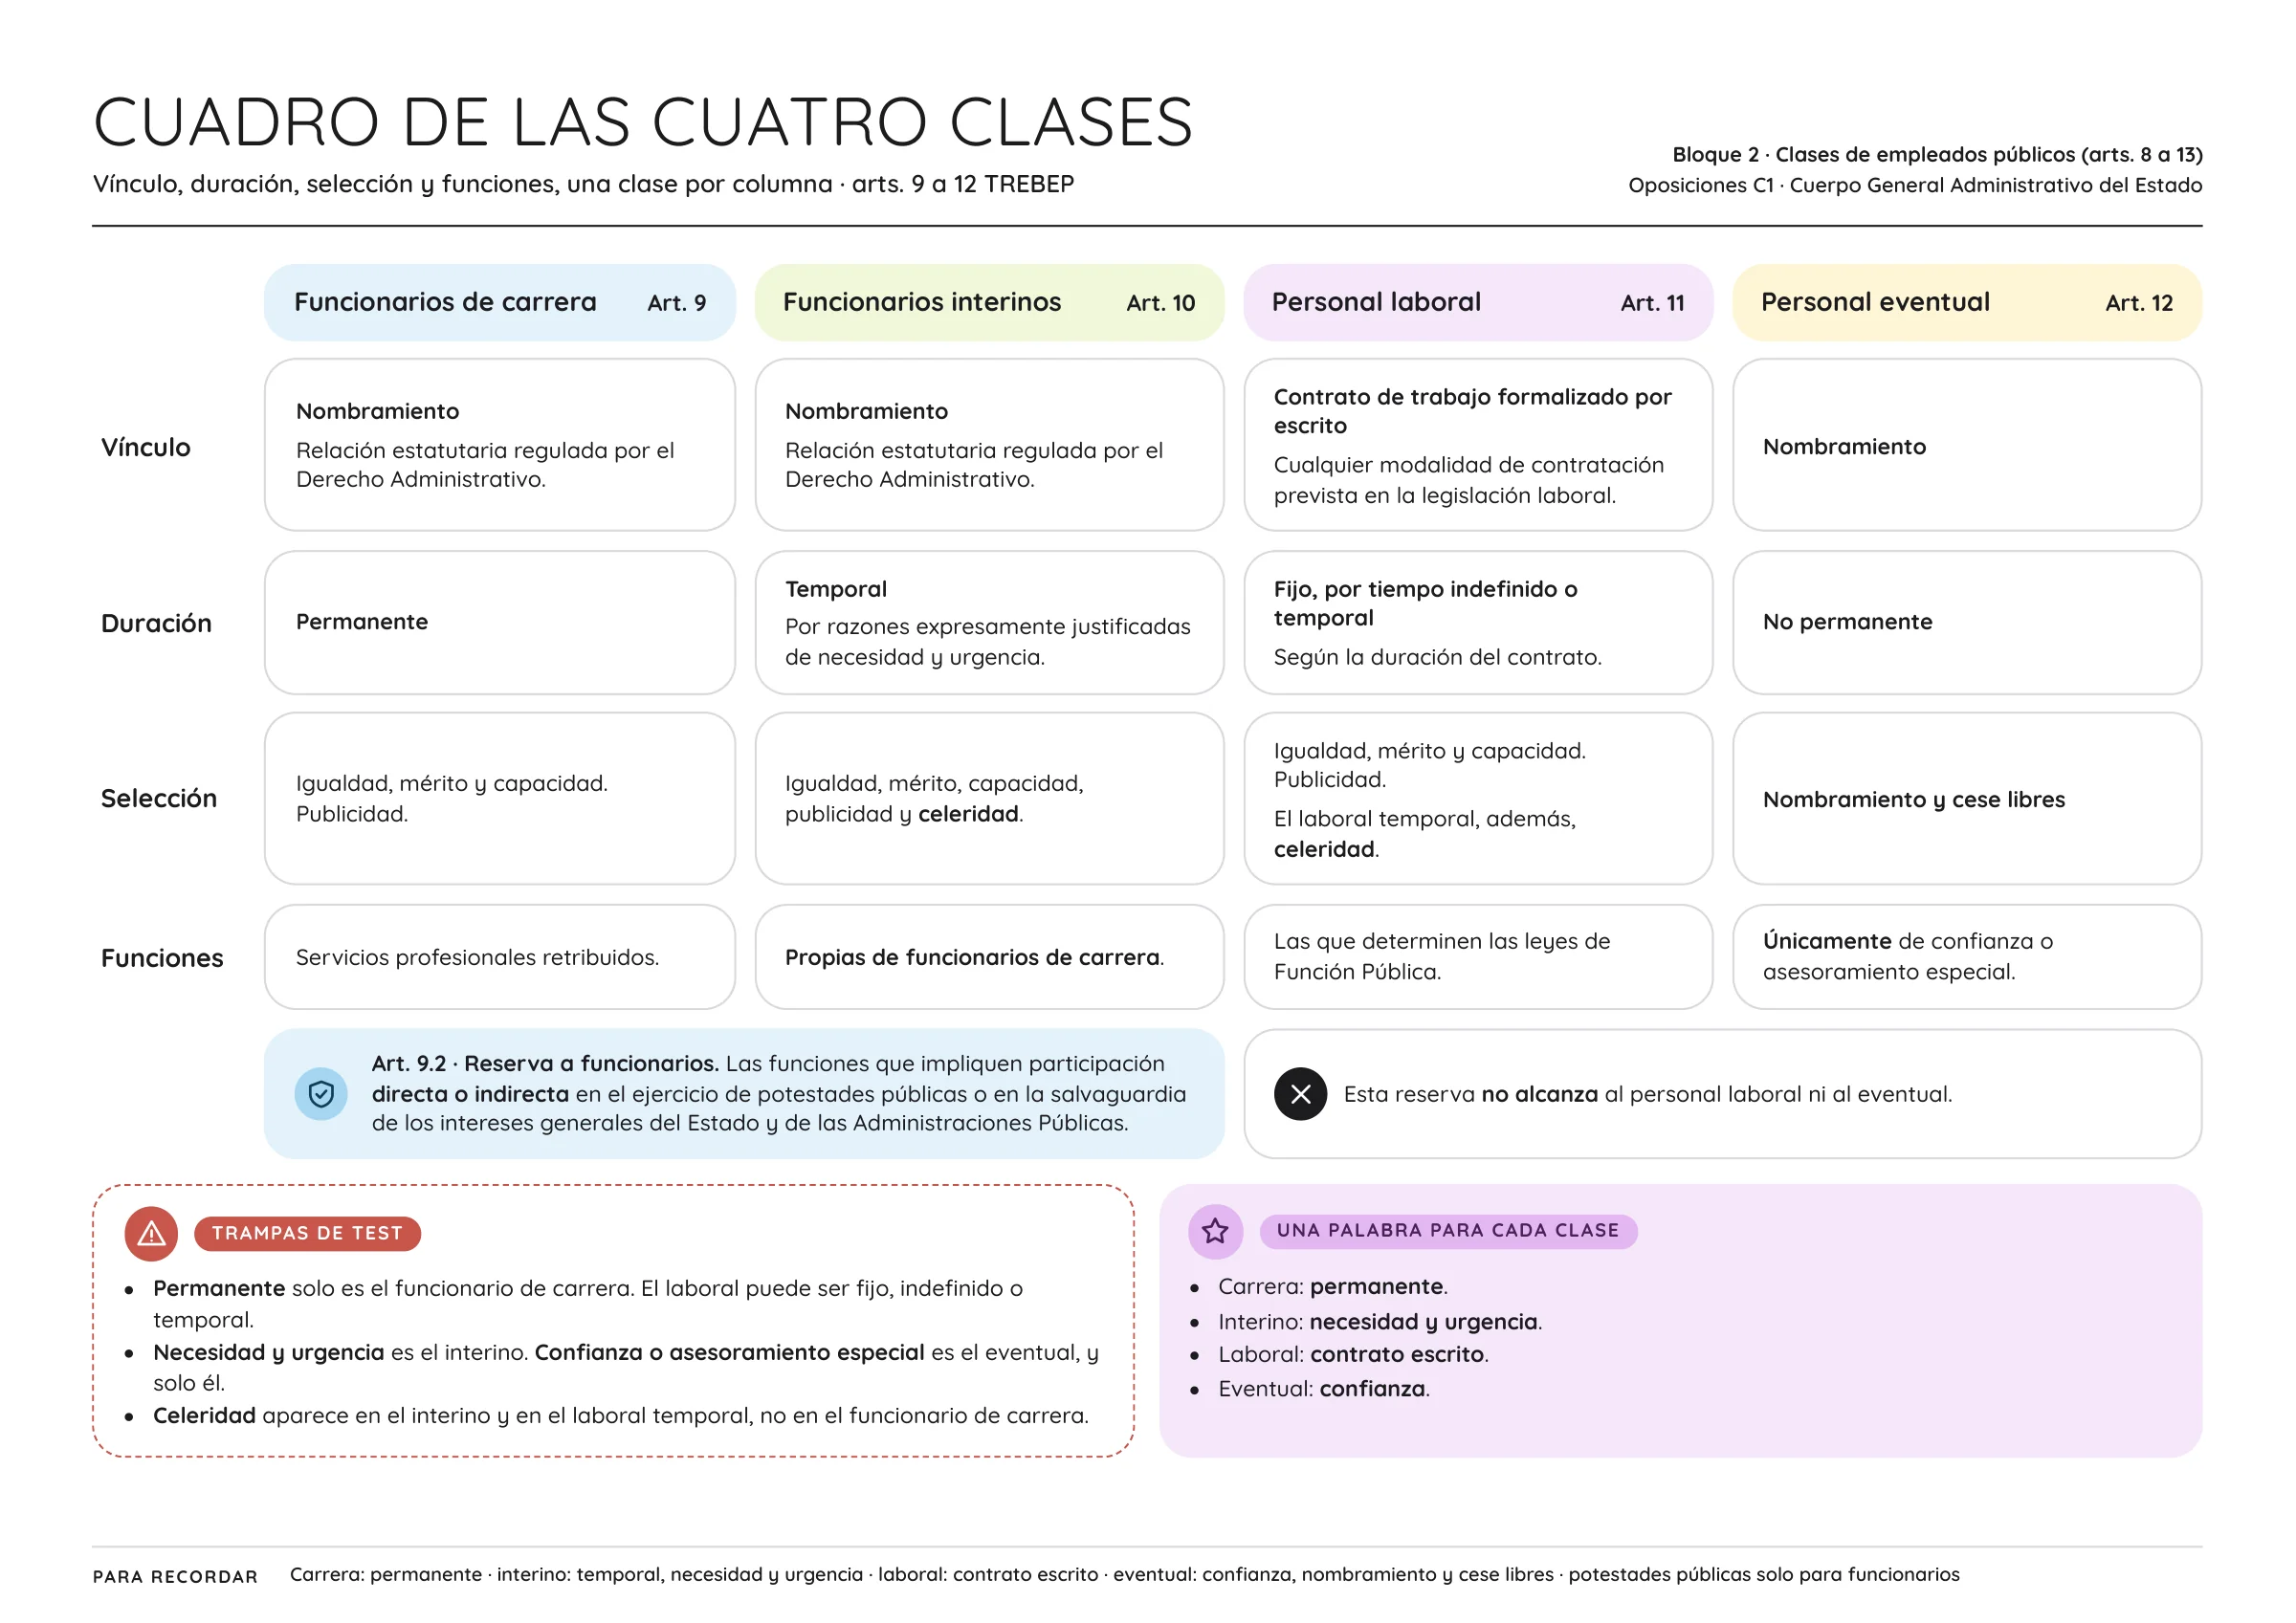 CUADRO DE LAS CUATRO CLASES
Vínculo, duración, selección y funciones, una clase por columna · arts. 9 a 12 TREBEP
Bloque 2 · Clases de empleados públicos (arts. 8 a 13)
Oposiciones C1 · Cuerpo General Administrativo del Estado
Funcionarios de carrera Art. 9
Funcionarios interinos Art. 10
Personal laboral Art. 11
Personal eventual Art. 12
Vínculo
Nombramiento
Relación estatutaria regulada por el
Derecho Administrativo.
Nombramiento
Relación estatutaria regulada por el
Derecho Administrativo.
Contrato de trabajo formalizado por
escrito
Cualquier modalidad de contratación
prevista en la legislación laboral.
Nombramiento
Duración
Permanente
Temporal
Por razones expresamente justificadas
de necesidad y urgencia.
Fijo, por tiempo indefinido o
temporal
Según la duración del contrato.
No permanente
Selección
Igualdad, mérito y capacidad.
Publicidad.
Igualdad, mérito, capacidad,
publicidad y celeridad.
Igualdad, mérito y capacidad.
Publicidad.
El laboral temporal, además,
celeridad.
Nombramiento y cese libres
Funciones
Servicios profesionales retribuidos.
Propias de funcionarios de carrera.
Las que determinen las leyes de
Función Pública.
Únicamente de confianza o
asesoramiento especial.
Art. 9.2 · Reserva a funcionarios. Las funciones que impliquen participación
directa o indirecta en el ejercicio de potestades públicas o en la salvaguardia
de los intereses generales del Estado y de las Administraciones Públicas.
Esta reserva no alcanza al personal laboral ni al eventual.
TRAMPAS DE TEST
• Permanente solo es el funcionario de carrera. El laboral puede ser fijo, indefinido o
temporal.
• Necesidad y urgencia es el interino. Confianza o asesoramiento especial es el eventual, y
solo él.
• Celeridad aparece en el interino y en el laboral temporal, no en el funcionario de carrera.
UNA PALABRA PARA CADA CLASE
• Carrera: permanente.
• Interino: necesidad y urgencia.
• Laboral: contrato escrito.
• Eventual: confianza.
PARA RECORDAR Carrera: permanente · interino: temporal, necesidad y urgencia · laboral: contrato escrito · eventual: confianza, nombramiento y cese libres · potestades públicas solo para funcionarios